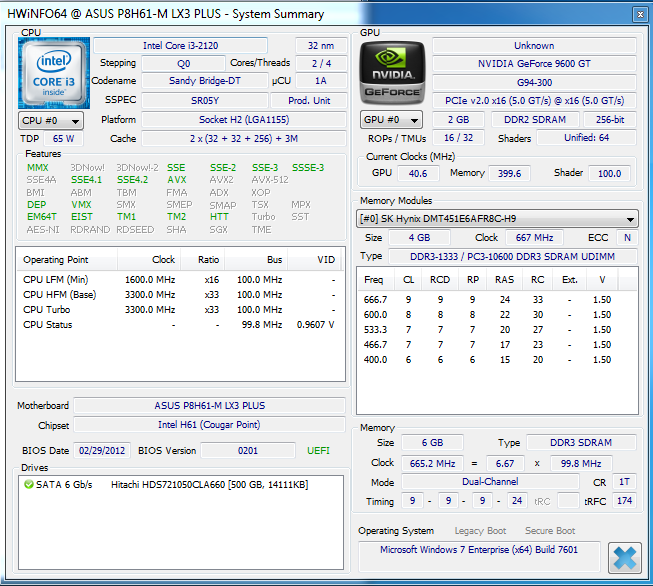 HWiNFO64 @ ASUS P8H61-M LX3 PLUS - System Summary
CPU
intel
CORE i3
inside
Intel Core i3-2120 32 nm
Stepping Q0 Cores/Threads 2 / 4
Codename Sandy Bridge-DT µCU 1A
SSPEC SR05Y Prod. Unit
CPU #0 Platform Socket H2 (LGA1155)
TDP 65 W Cache 2 x (32 + 32 + 256) + 3M
Features
MMX 3DNow! 3DNow!-2 SSE SSE-2 SSE-3 SSSE-3
SSE4A SSE4.1 SSE4.2 AVX AVX2 AVX-512
BMI ABM TBM FMA ADX XOP
DEP VMX SMX SMEP SMAP TSX MPX
EM64T EIST TM1 TM2 HTT Turbo SST
AES-NI RDRAND RDSEED SHA SGX TME
Operating Point Clock Ratio Bus VID
CPU LFM (Min) 1600.0 MHz x16 100.0 MHz -
CPU HFM (Base) 3300.0 MHz x33 100.0 MHz -
CPU Turbo 3300.0 MHz x33 100.0 MHz -
CPU Status - - 99.8 MHz 0.9607 V
Motherboard ASUS P8H61-M LX3 PLUS
Chipset Intel H61 (Cougar Point)
BIOS Date 02/29/2012 BIOS Version 0201 UEFI
Drives
SATA 6 Gb/s Hitachi HDS721050CLA660 [500 GB, 14111KB]
GPU
NVIDIA
GEFORCE
Unknown
NVIDIA GeForce 9600 GT
G94-300
PCIe v2.0 x16 (5.0 GT/s) @ x16 (5.0 GT/s)
GPU #0 2 GB DDR2 SDRAM 256-bit
ROPs / TMUs 16 / 32 Shaders Unified: 64
Current Clocks (MHz)
GPU 40.6 Memory 399.6 Shader 100.0
Memory Modules
[#0] SK Hynix DMT451E6AFR8C-H9
Size 4 GB Clock 667 MHz ECC N
Type DDR3-1333 / PC3-10600 DDR3 SDRAM UDIMM
Freq CL RCD RP RAS RC Ext. V
666.7 9 9 9 24 33 - 1.50
600.0 8 8 8 22 30 - 1.50
533.3 7 7 7 20 27 - 1.50
466.7 7 7 7 17 23 - 1.50
400.0 6 6 6 15 20 - 1.50
Memory
Size 6 GB Type DDR3 SDRAM
Clock 665.2 MHz = 6.67 x 99.8 MHz
Mode Dual-Channel CR 1T
Timing 9 - 9 - 9 - 24 tRC tRFC 174
Operating System Legacy Boot Secure Boot
Microsoft Windows 7 Enterprise (x64) Build 7601